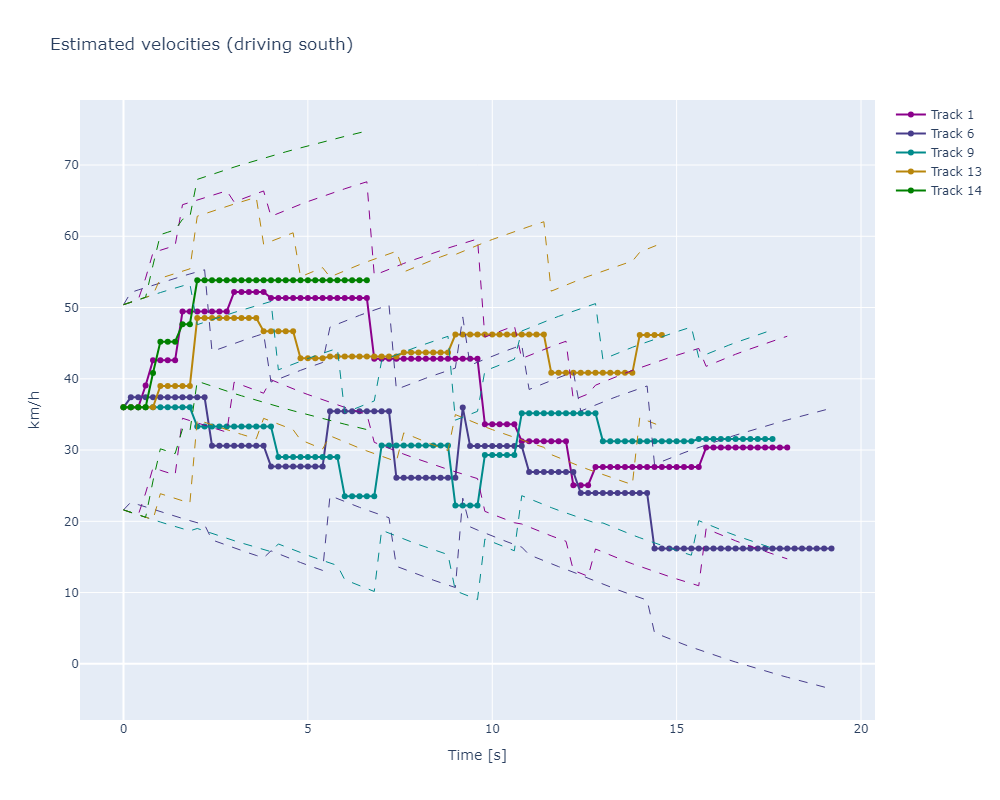 Estimated velocities (driving south)
Track 1
Track 6
Track 9
Track 13
Track 14
70
60
50
40
30
20
10
0
km/h
0 5 10 15 20
Time [s]